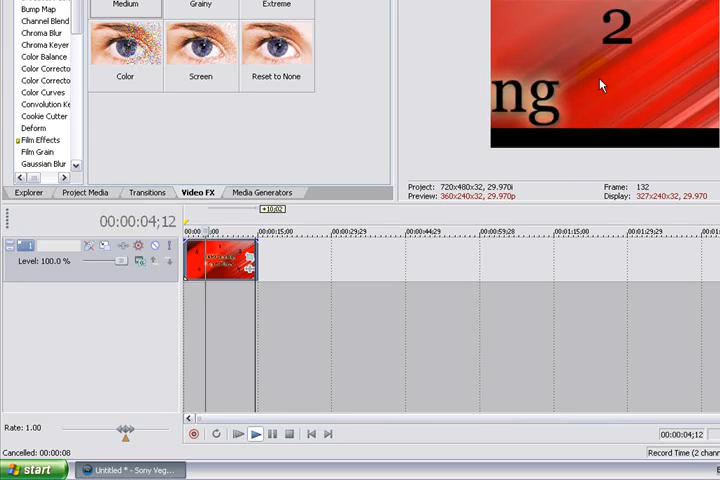 Bump Map
Channel Blend
Chroma Blur
Chroma Keyer
Color Balance
Color Correcto
Color Correcto
Color Curves
Convolution Ke
Cookie Cutter
Deform
Film Effects
Film Grain
Gaussian Blur
Medium
Grainy
Extreme
Color
Screen
Reset to None
2
ng
Explorer
Project Media
Transitions
Video FX
Media Generators
Project: 720x480x32, 29.970i
Preview: 360x240x32, 29.970p
Frame: 132
Display: 327x240x32, 29.970
00:00:04;12
+10;02
00:00:15;00
00:00:29;29
00:00:44;29
00:00:59;28
00:01:15;00
00:01:29;29
1
Level: 100.0 %
Rate: 1.00
00:00:04;12
Cancelled: 00:00:08
Record Time (2 chann
start
Untitled * - Sony Veg...